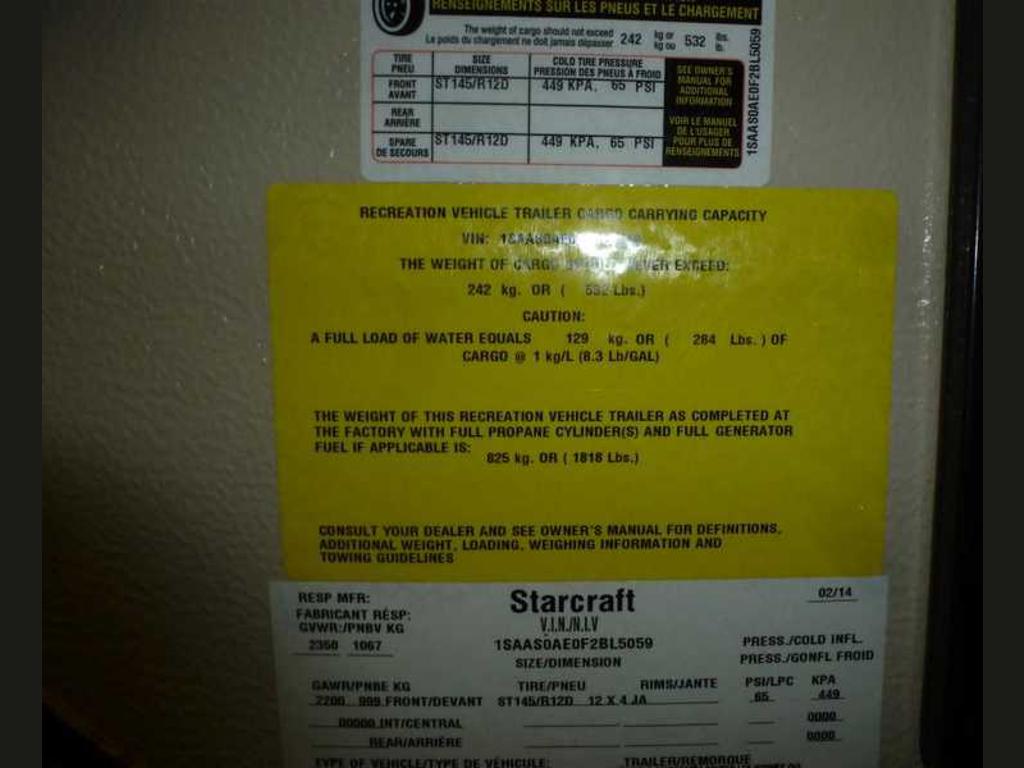 RENSEIGNEMENTS SUR LES PNEUS ET LE CHARGEMENT
The weight of cargo should not exceed 242 kg or 532 lbs.
Le poids du chargement ne doit jamais dépasser kg ou lb.
TIRE SIZE COLD TIRE PRESSURE
PNEU DIMENSIONS PRESSION DES PNEUS À FROID
FRONT ST145/R12D 449 KPA, 65 PSI
AVANT
REAR
ARRIÈRE
SPARE ST145/R12D 449 KPA, 65 PSI
DE SECOURS
SEE OWNER'S
MANUAL FOR
ADDITIONAL
INFORMATION
VOIR LE MANUEL
DE L'USAGER
POUR PLUS DE
RENSEIGNEMENTS
1SAAS0AE0F2BL5059
RECREATION VEHICLE TRAILER CARGO CARRYING CAPACITY
VIN:
THE WEIGHT OF CARGO EXCEED:
242 kg. OR ( 532 Lbs.)
CAUTION:
A FULL LOAD OF WATER EQUALS 129 kg. OR ( 284 Lbs. ) OF
CARGO @ 1 kg/L (8.3 Lb/GAL)
THE WEIGHT OF THIS RECREATION VEHICLE TRAILER AS COMPLETED AT
THE FACTORY WITH FULL PROPANE CYLINDER(S) AND FULL GENERATOR
FUEL IF APPLICABLE IS:
825 kg. OR ( 1818 Lbs.)
CONSULT YOUR DEALER AND SEE OWNER'S MANUAL FOR DEFINITIONS,
ADDITIONAL WEIGHT, LOADING, WEIGHING INFORMATION AND
TOWING GUIDELINES
RESP MFR: Starcraft 02/14
FABRICANT RÉSP: V.I.N./N.I.V
GVWR:/PNBV KG
2350 1067 1SAAS0AE0F2BL5059 PRESS./COLD INFL.
SIZE/DIMENSION PRESS./GONFL FROID
GAWR/PNBE KG TIRE/PNEU RIMS/JANTE PSI/LPC KPA
2200 999 FRONT/DEVANT ST145/R12D 12 X 4 JA 65 449
00000 INT/CENTRAL 0000
REAR/ARRIÈRE 0000
TYPE OF VEHICLE/TYPE DE VÉHICULE: TRAILER/REMORQUE